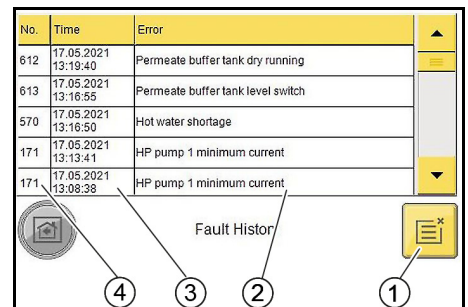 No. Time Error
612 17.05.2021 13:19:40 Permeate buffer tank dry running
613 17.05.2021 13:16:55 Permeate buffer tank level switch
570 17.05.2021 13:16:50 Hot water shortage
171 17.05.2021 13:13:41 HP pump 1 minimum current
171 17.05.2021 13:08:38 HP pump 1 minimum current
Fault Histor
4 3 2 1